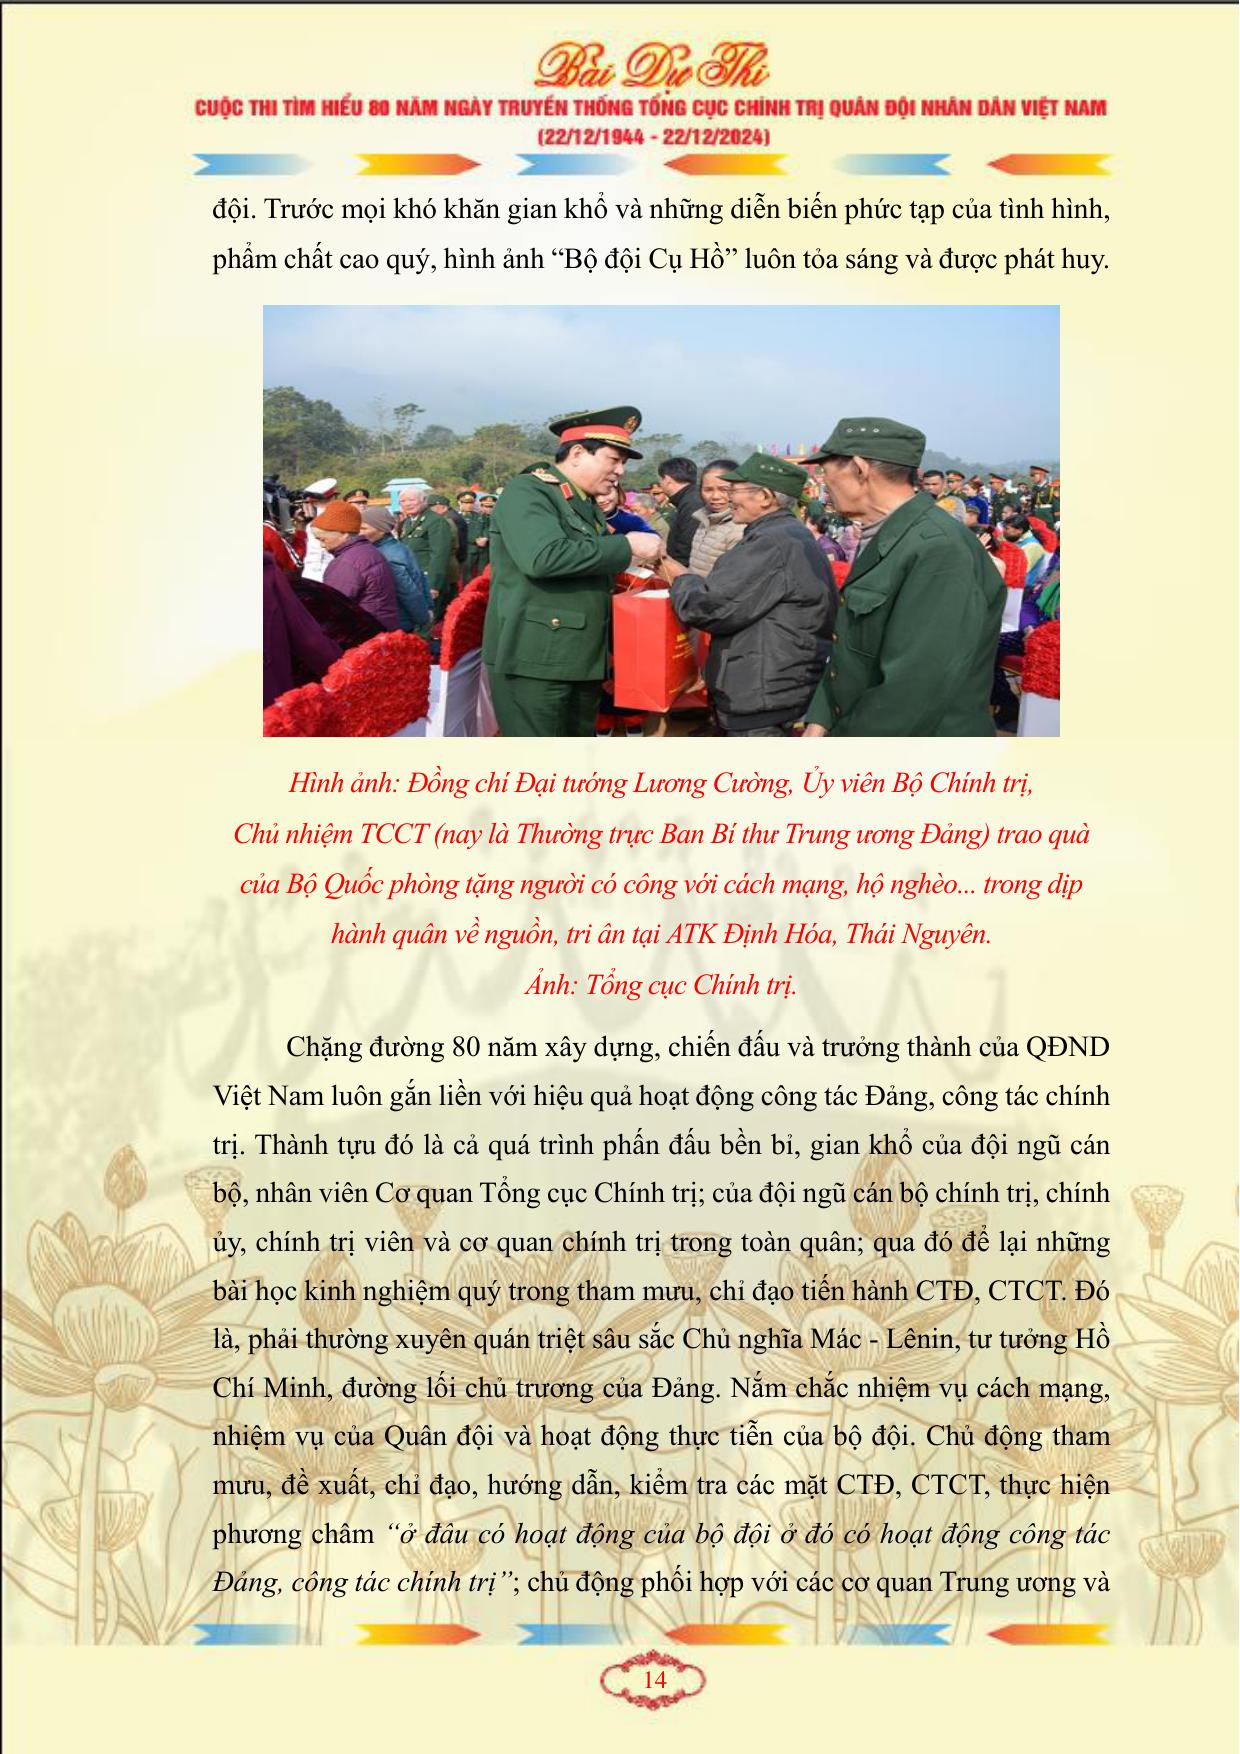 Bài Dự Thi
CUỘC THI TÌM HIỂU 80 NĂM NGÀY TRUYỀN THỐNG TỔNG CỤC CHÍNH TRỊ QUÂN ĐỘI NHÂN DÂN VIỆT NAM
(22/12/1944 - 22/12/2024)
đội. Trước mọi khó khăn gian khổ và những diễn biến phức tạp của tình hình,
phẩm chất cao quý, hình ảnh “Bộ đội Cụ Hồ” luôn tỏa sáng và được phát huy.
Hình ảnh: Đồng chí Đại tướng Lương Cường, Ủy viên Bộ Chính trị,
Chủ nhiệm TCCT (nay là Thường trực Ban Bí thư Trung ương Đảng) trao quà
của Bộ Quốc phòng tặng người có công với cách mạng, hộ nghèo... trong dịp
hành quân về nguồn, tri ân tại ATK Định Hóa, Thái Nguyên.
Ảnh: Tổng cục Chính trị.
Chặng đường 80 năm xây dựng, chiến đấu và trưởng thành của QĐND
Việt Nam luôn gắn liền với hiệu quả hoạt động công tác Đảng, công tác chính
trị. Thành tựu đó là cả quá trình phấn đấu bền bỉ, gian khổ của đội ngũ cán
bộ, nhân viên Cơ quan Tổng cục Chính trị; của đội ngũ cán bộ chính trị, chính
ủy, chính trị viên và cơ quan chính trị trong toàn quân; qua đó để lại những
bài học kinh nghiệm quý trong tham mưu, chỉ đạo tiến hành CTĐ, CTCT. Đó
là, phải thường xuyên quán triệt sâu sắc Chủ nghĩa Mác - Lênin, tư tưởng Hồ
Chí Minh, đường lối chủ trương của Đảng. Nắm chắc nhiệm vụ cách mạng,
nhiệm vụ của Quân đội và hoạt động thực tiễn của bộ đội. Chủ động tham
mưu, đề xuất, chỉ đạo, hướng dẫn, kiểm tra các mặt CTĐ, CTCT, thực hiện
phương châm “ở đâu có hoạt động của bộ đội ở đó có hoạt động công tác
Đảng, công tác chính trị”; chủ động phối hợp với các cơ quan Trung ương và
14